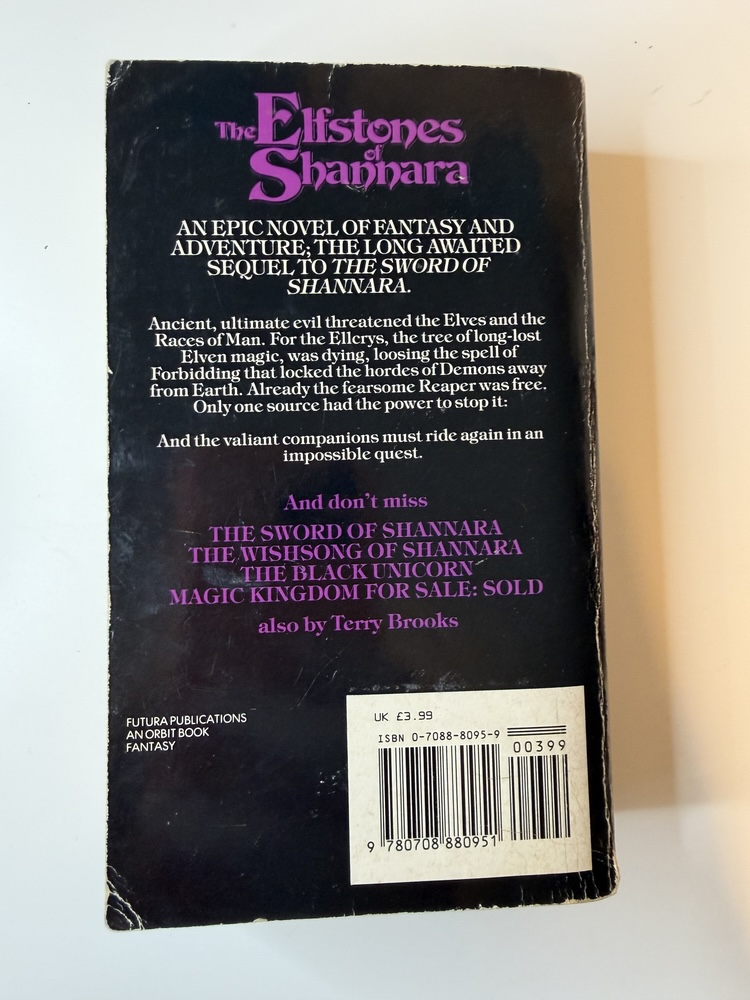 The Elfstones
of
Shannara
AN EPIC NOVEL OF FANTASY AND
ADVENTURE; THE LONG AWAITED
SEQUEL TO THE SWORD OF
SHANNARA.
Ancient, ultimate evil threatened the Elves and the
Races of Man. For the Ellcrys, the tree of long-lost
Elven magic, was dying, loosing the spell of
Forbidding that locked the hordes of Demons away
from Earth. Already the fearsome Reaper was free.
Only one source had the power to stop it:
And the valiant companions must ride again in an
impossible quest.
And don't miss
THE SWORD OF SHANNARA
THE WISHSONG OF SHANNARA
THE BLACK UNICORN
MAGIC KINGDOM FOR SALE: SOLD
also by Terry Brooks
FUTURA PUBLICATIONS
AN ORBIT BOOK
FANTASY
UK £3.99
ISBN 0-7088-8095-9
00399
9 780708 880951